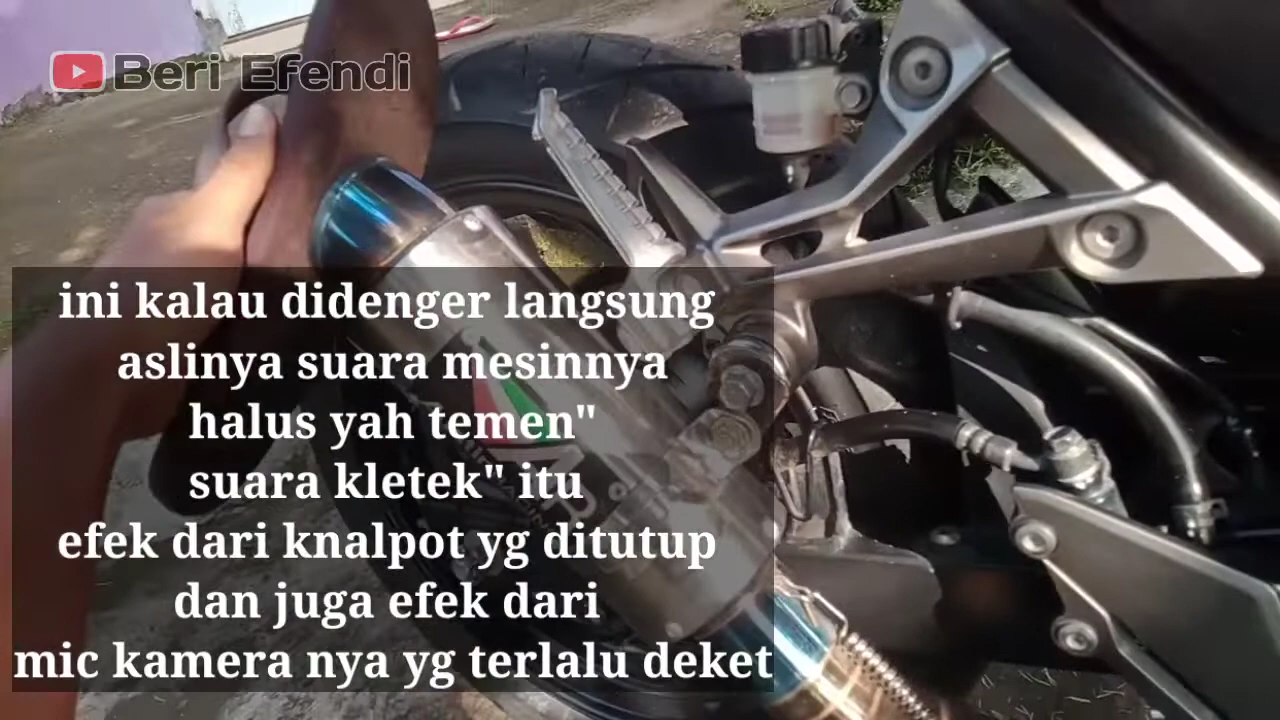 Beri Efendi
ini kalau didenger langsung
aslinya suara mesinnya
halus yah temen"
suara kletek" itu
efek dari knalpot yg ditutup
dan juga efek dari
mic kamera nya yg terlalu deket